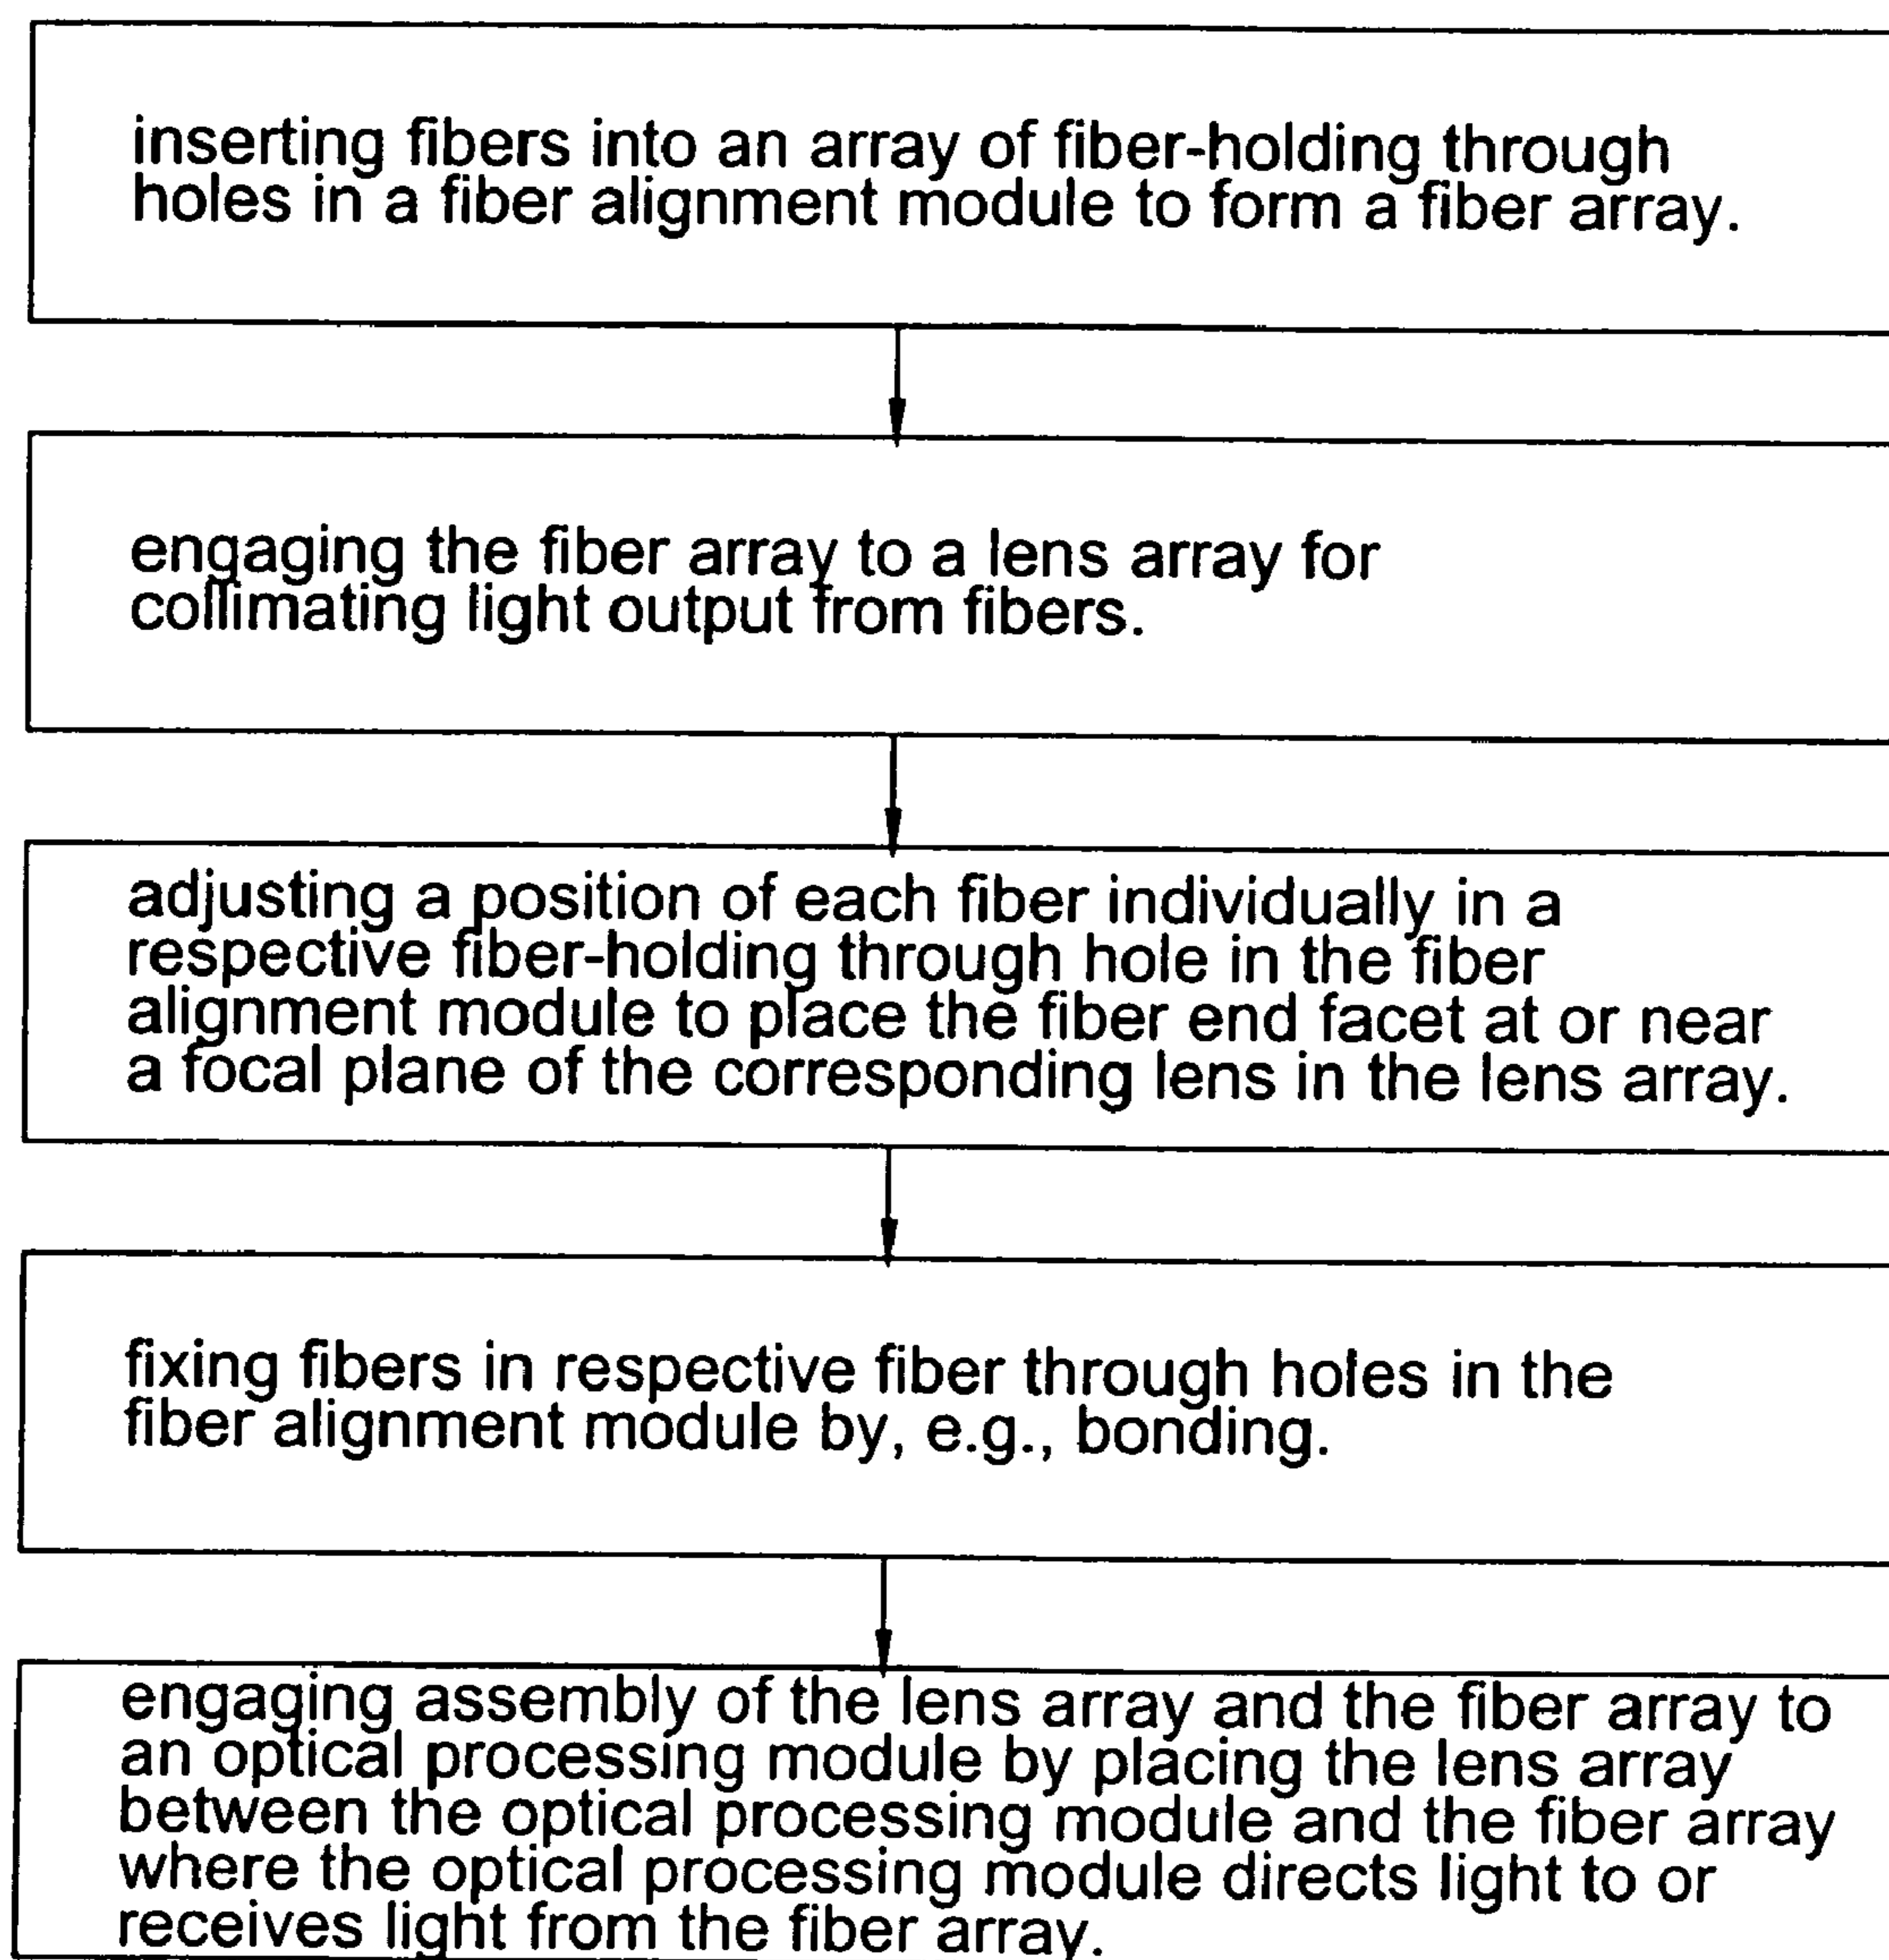 inserting fibers into an array of fiber-holding through
holes in a fiber alignment module to form a fiber array.
engaging the fiber array to a lens array for
collimating light output from fibers.
adjusting a position of each fiber individually in a
respective fiber-holding through hole in the fiber
alignment module to place the fiber end facet at or near
a focal plane of the corresponding lens in the lens array.
fixing fibers in respective fiber through holes in the
fiber alignment module by, e.g., bonding.
engaging assembly of the lens array and the fiber array to
an optical processing module by placing the lens array
between the optical processing module and the fiber array
where the optical processing module directs light to or
receives light from the fiber array.